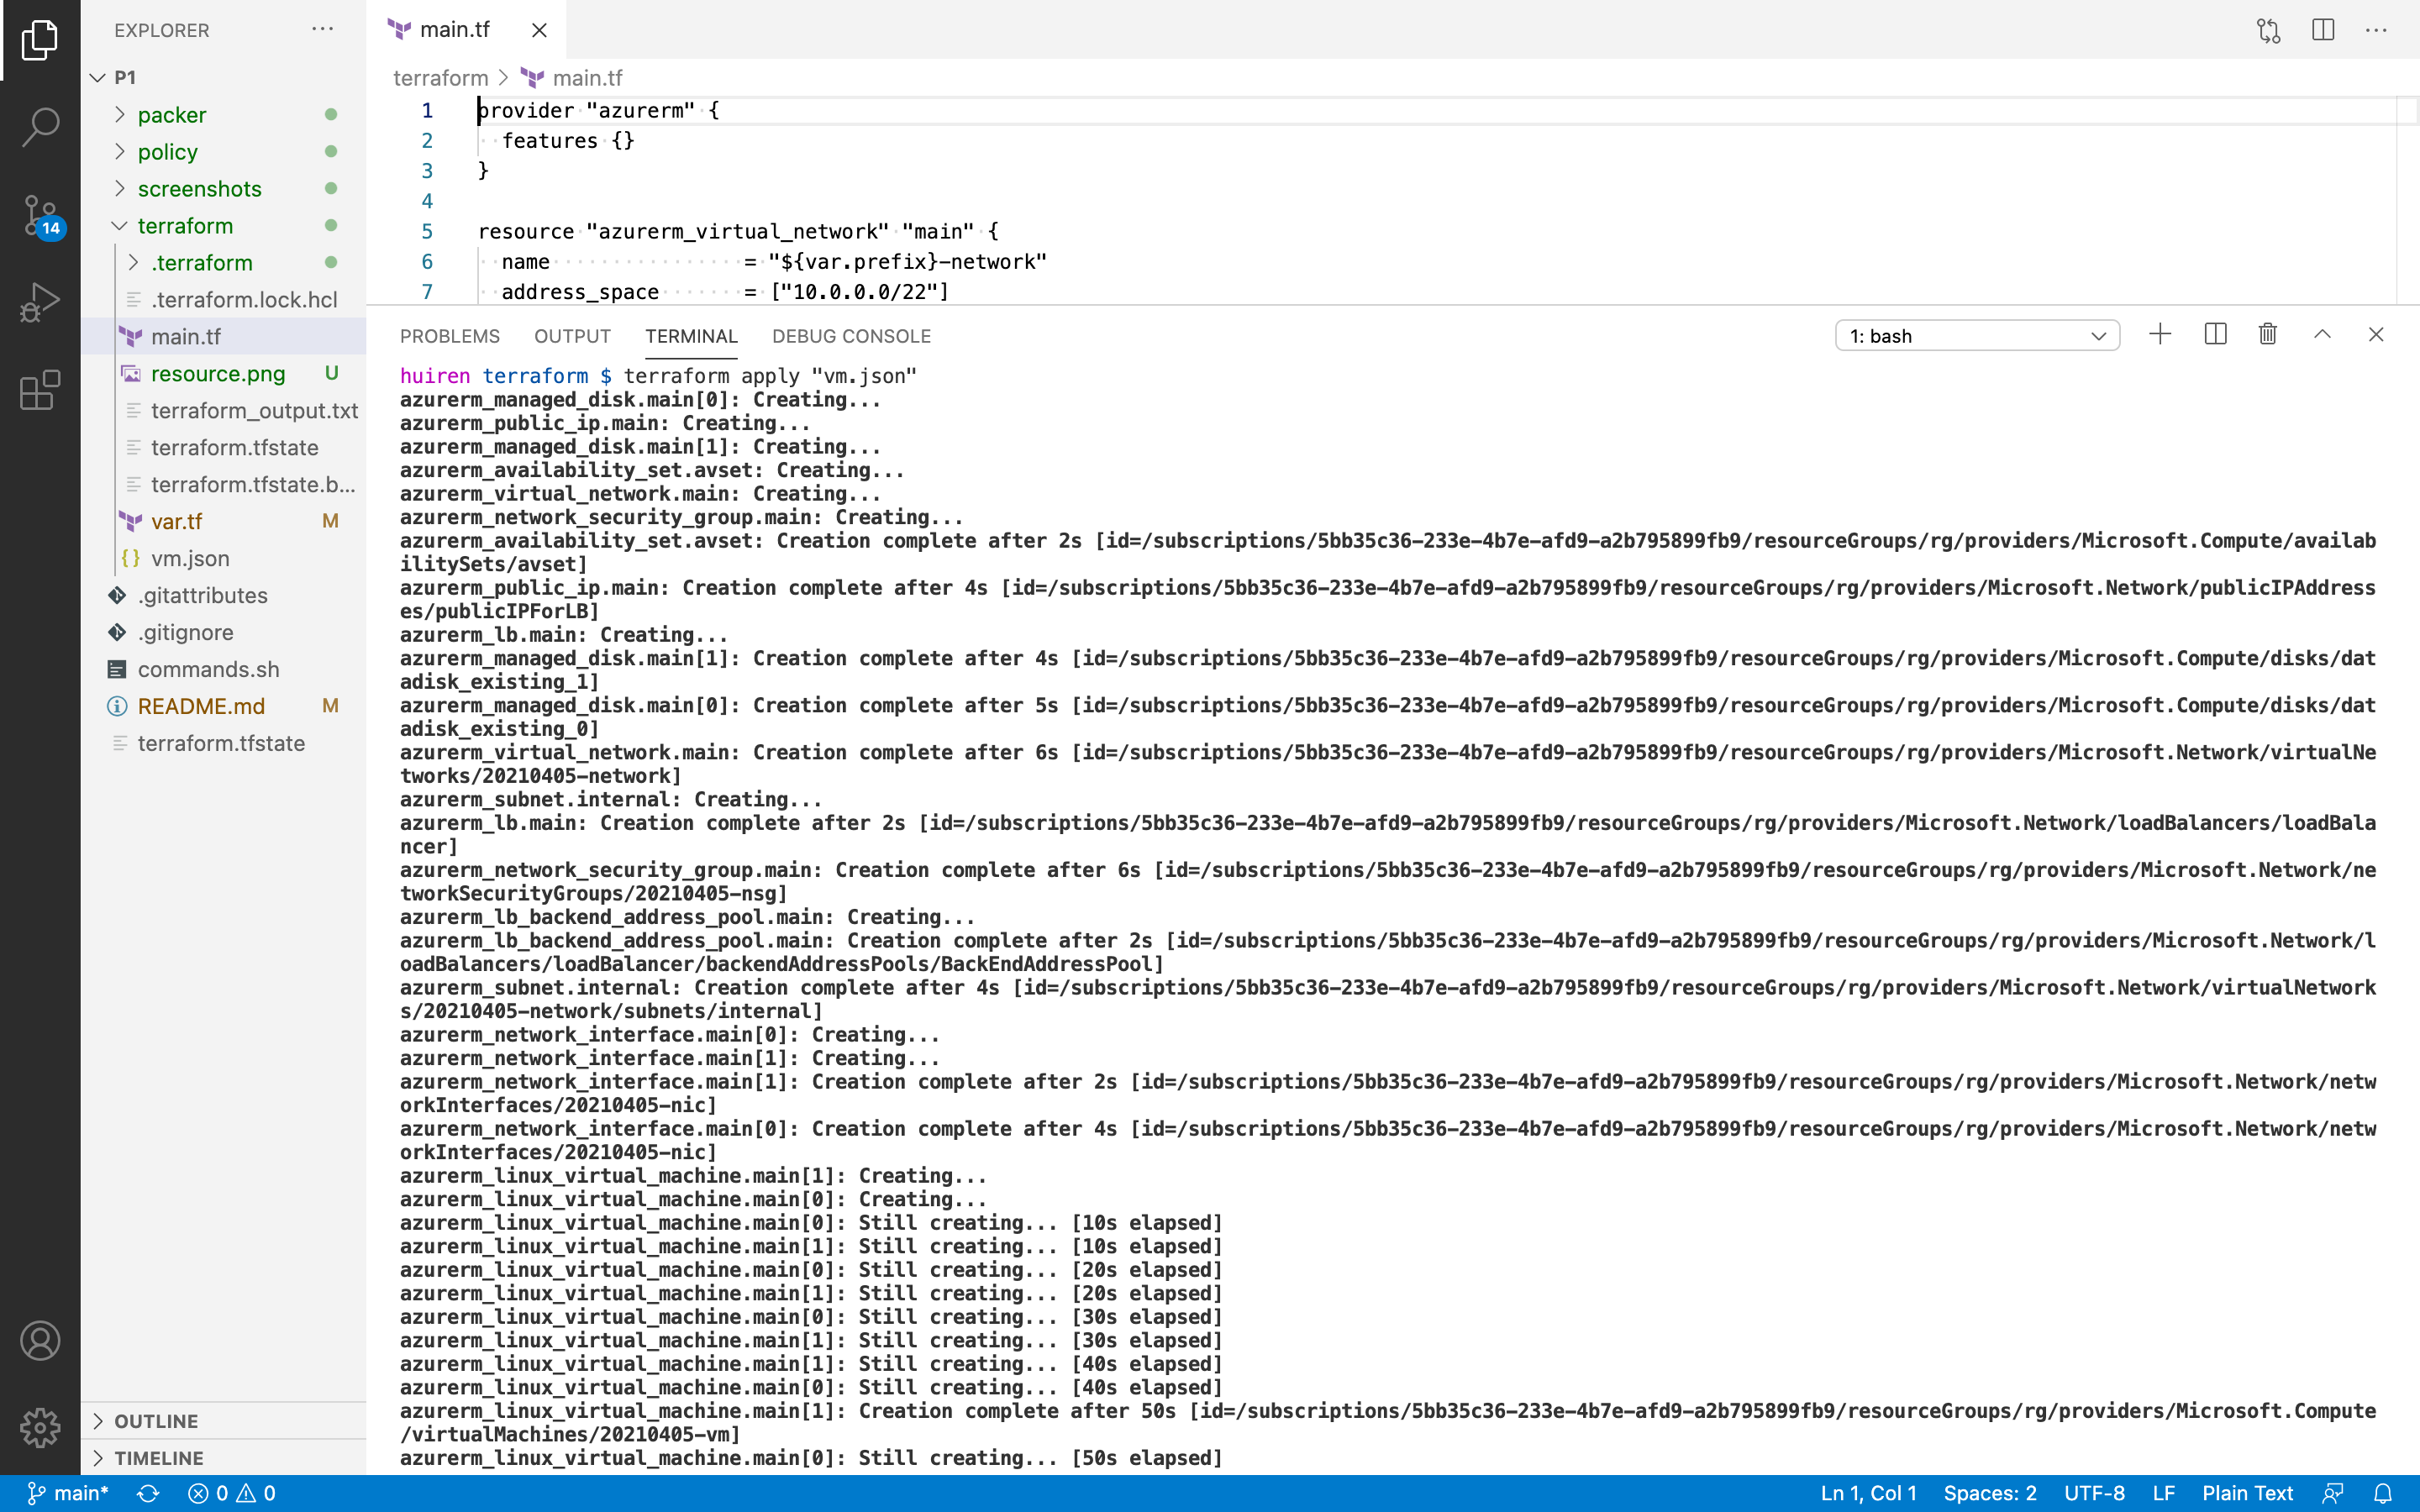 EXPLORER
P1
packer
policy
screenshots
terraform
.terraform
.terraform.lock.hcl
main.tf
resource.png U
terraform_output.txt
terraform.tfstate
terraform.tfstate.b...
var.tf M
vm.json
.gitattributes
.gitignore
commands.sh
README.md M
terraform.tfstate
OUTLINE
TIMELINE
14
main.tf
terraform > main.tf
1 provider "azurerm" {
2 features {}
3 }
4
5 resource "azurerm_virtual_network" "main" {
6 name = "${var.prefix}-network"
7 address_space = ["10.0.0.0/22"]
PROBLEMS OUTPUT TERMINAL DEBUG CONSOLE 1: bash
huiren terraform $ terraform apply "vm.json"
azurerm_managed_disk.main[0]: Creating...
azurerm_public_ip.main: Creating...
azurerm_managed_disk.main[1]: Creating...
azurerm_availability_set.avset: Creating...
azurerm_virtual_network.main: Creating...
azurerm_network_security_group.main: Creating...
azurerm_availability_set.avset: Creation complete after 2s [id=/subscriptions/5bb35c36-233e-4b7e-afd9-a2b795899fb9/resourceGroups/rg/providers/Microsoft.Compute/availab
ilitySets/avset]
azurerm_public_ip.main: Creation complete after 4s [id=/subscriptions/5bb35c36-233e-4b7e-afd9-a2b795899fb9/resourceGroups/rg/providers/Microsoft.Network/publicIPAddress
es/publicIPForLB]
azurerm_lb.main: Creating...
azurerm_managed_disk.main[1]: Creation complete after 4s [id=/subscriptions/5bb35c36-233e-4b7e-afd9-a2b795899fb9/resourceGroups/rg/providers/Microsoft.Compute/disks/dat
adisk_existing_1]
azurerm_managed_disk.main[0]: Creation complete after 5s [id=/subscriptions/5bb35c36-233e-4b7e-afd9-a2b795899fb9/resourceGroups/rg/providers/Microsoft.Compute/disks/dat
adisk_existing_0]
azurerm_virtual_network.main: Creation complete after 6s [id=/subscriptions/5bb35c36-233e-4b7e-afd9-a2b795899fb9/resourceGroups/rg/providers/Microsoft.Network/virtualNe
tworks/20210405-network]
azurerm_subnet.internal: Creating...
azurerm_lb.main: Creation complete after 2s [id=/subscriptions/5bb35c36-233e-4b7e-afd9-a2b795899fb9/resourceGroups/rg/providers/Microsoft.Network/loadBalancers/loadBala
ncer]
azurerm_network_security_group.main: Creation complete after 6s [id=/subscriptions/5bb35c36-233e-4b7e-afd9-a2b795899fb9/resourceGroups/rg/providers/Microsoft.Network/ne
tworkSecurityGroups/20210405-nsg]
azurerm_lb_backend_address_pool.main: Creating...
azurerm_lb_backend_address_pool.main: Creation complete after 2s [id=/subscriptions/5bb35c36-233e-4b7e-afd9-a2b795899fb9/resourceGroups/rg/providers/Microsoft.Network/l
oadBalancers/loadBalancer/backendAddressPools/BackEndAddressPool]
azurerm_subnet.internal: Creation complete after 4s [id=/subscriptions/5bb35c36-233e-4b7e-afd9-a2b795899fb9/resourceGroups/rg/providers/Microsoft.Network/virtualNetwork
s/20210405-network/subnets/internal]
azurerm_network_interface.main[0]: Creating...
azurerm_network_interface.main[1]: Creating...
azurerm_network_interface.main[1]: Creation complete after 2s [id=/subscriptions/5bb35c36-233e-4b7e-afd9-a2b795899fb9/resourceGroups/rg/providers/Microsoft.Network/netw
orkInterfaces/20210405-nic]
azurerm_network_interface.main[0]: Creation complete after 4s [id=/subscriptions/5bb35c36-233e-4b7e-afd9-a2b795899fb9/resourceGroups/rg/providers/Microsoft.Network/netw
orkInterfaces/20210405-nic]
azurerm_linux_virtual_machine.main[1]: Creating...
azurerm_linux_virtual_machine.main[0]: Creating...
azurerm_linux_virtual_machine.main[0]: Still creating... [10s elapsed]
azurerm_linux_virtual_machine.main[1]: Still creating... [10s elapsed]
azurerm_linux_virtual_machine.main[0]: Still creating... [20s elapsed]
azurerm_linux_virtual_machine.main[1]: Still creating... [20s elapsed]
azurerm_linux_virtual_machine.main[0]: Still creating... [30s elapsed]
azurerm_linux_virtual_machine.main[1]: Still creating... [30s elapsed]
azurerm_linux_virtual_machine.main[1]: Still creating... [40s elapsed]
azurerm_linux_virtual_machine.main[0]: Still creating... [40s elapsed]
azurerm_linux_virtual_machine.main[1]: Creation complete after 50s [id=/subscriptions/5bb35c36-233e-4b7e-afd9-a2b795899fb9/resourceGroups/rg/providers/Microsoft.Compute
/virtualMachines/20210405-vm]
azurerm_linux_virtual_machine.main[0]: Still creating... [50s elapsed]
main* 0 0 Ln 1, Col 1 Spaces: 2 UTF-8 LF Plain Text